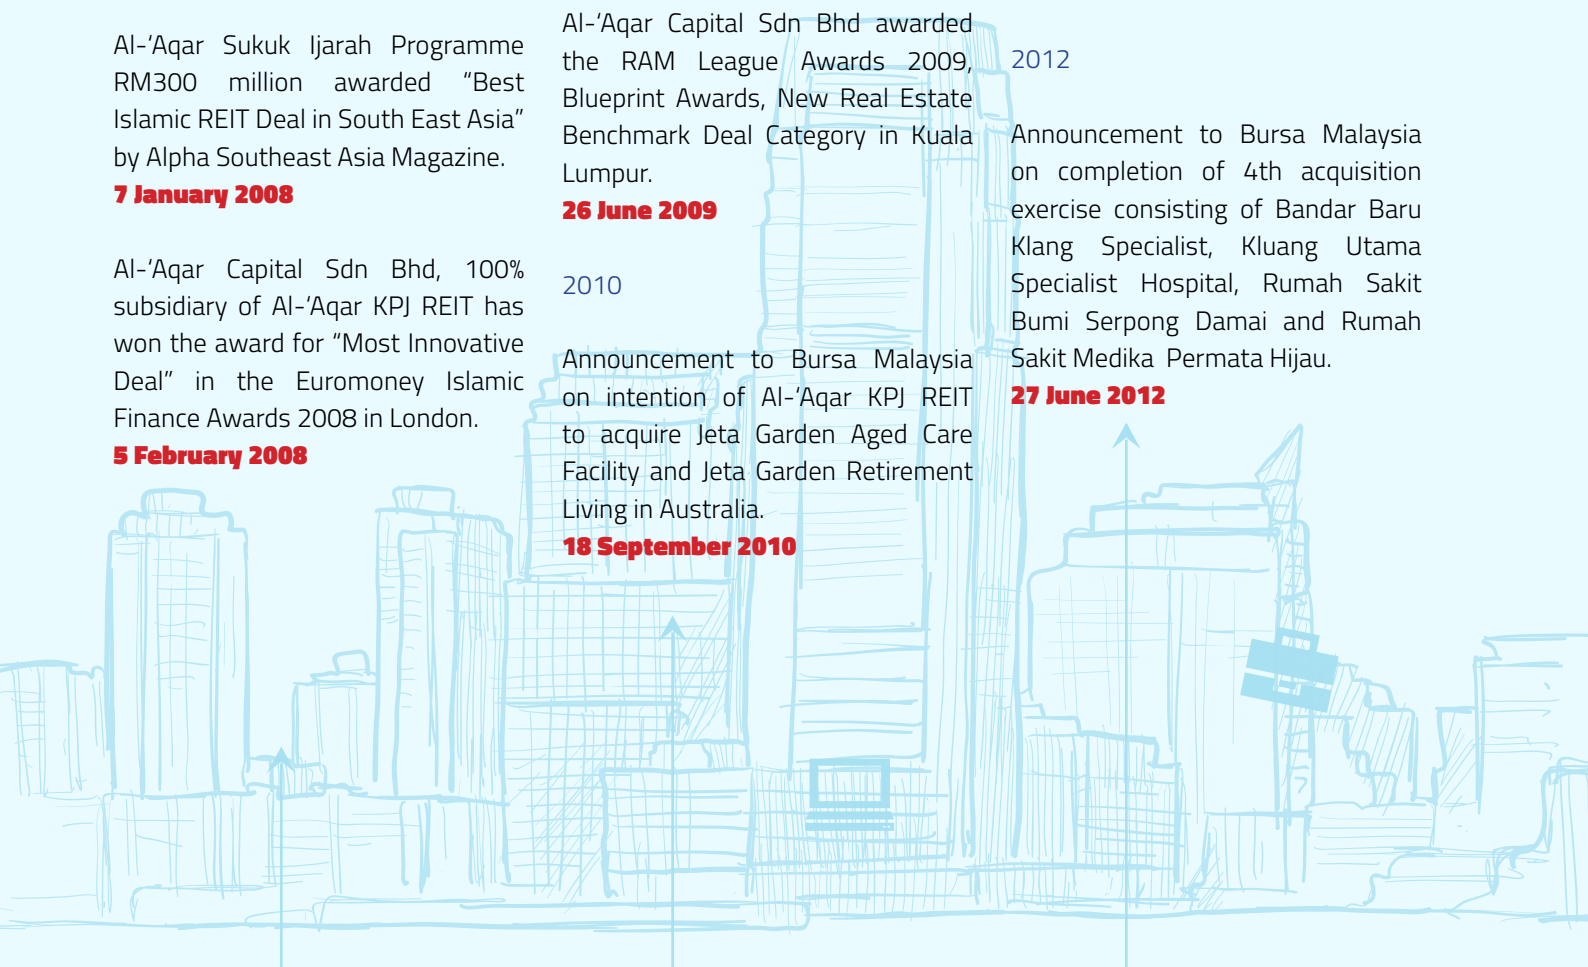 Al-‘Aqar Sukuk Ijarah Programme
RM300 million awarded “Best
Islamic REIT Deal in South East Asia”
by Alpha Southeast Asia Magazine.
7 January 2008
Al-‘Aqar Capital Sdn Bhd, 100%
subsidiary of Al-‘Aqar KPJ REIT has
won the award for “Most Innovative
Deal” in the Euromoney Islamic
Finance Awards 2008 in London.
5 February 2008
Al-‘Aqar Capital Sdn Bhd awarded
the RAM League Awards 2009,
Blueprint Awards, New Real Estate
Benchmark Deal Category in Kuala
Lumpur.
26 June 2009
2010
Announcement to Bursa Malaysia
on intention of Al-‘Aqar KPJ REIT
to acquire Jeta Garden Aged Care
Facility and Jeta Garden Retirement
Living in Australia.
18 September 2010
2012
Announcement to Bursa Malaysia
on completion of 4th acquisition
exercise consisting of Bandar Baru
Klang Specialist, Kluang Utama
Specialist Hospital, Rumah Sakit
Bumi Serpong Damai and Rumah
Sakit Medika Permata Hijau.
27 June 2012